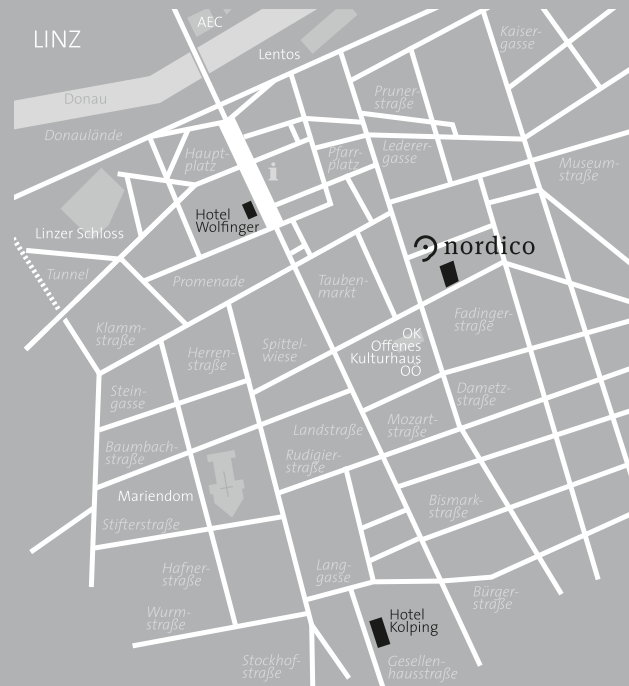 AEC
LINZ
Kaiser-
gasse
Lentos
Donau
Pruner-
straße
Donaulände
Haupt-
platz
Pfarr-
platz
Lederer-
gasse
Museum-
straße
i
Hotel
Wolfinger
Linzer Schloss
nordico
Tunnel
Promenade
Tauben-
markt
Klamm-
straße
Fadinger-
straße
OK
Offenes
Kulturhaus
OÖ
Herren-
straße
Spittel-
wiese
Stein-
gasse
Dametz-
straße
Mozart-
straße
Landstraße
Baumbach-
straße
Rudigier-
straße
Mariendom
Bismark-
straße
Stifterstraße
Hafner-
straße
Lang-
gasse
Bürger-
straße
Wurm-
straße
Hotel
Kolping
Stockhof-
straße
Gesellen-
hausstraße